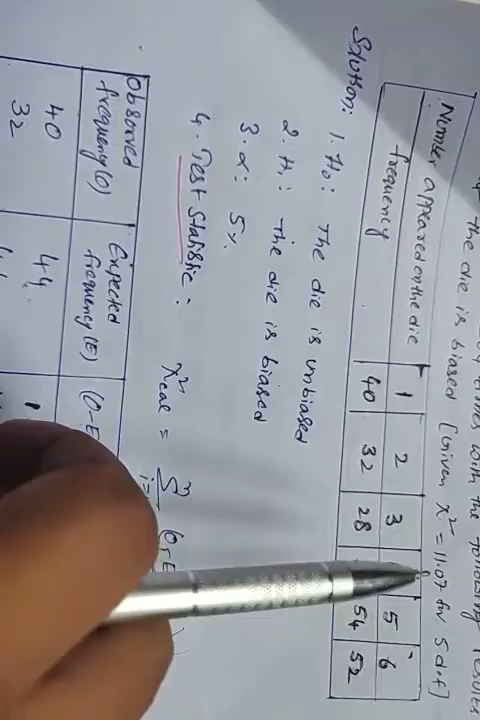 the die is biased [Given χ² = 11.07 for 5 d.f]
Number appeared on the die 1 2 3 5 6
frequency 40 32 28 54 52
Solution: 1. H₀: The die is unbiased
2. H₁: The die is biased
3. α: 5%
4. Test Statistic: χ²cal =
Observed frequency (O) Expected frequency (E) (O-E
40 44
32